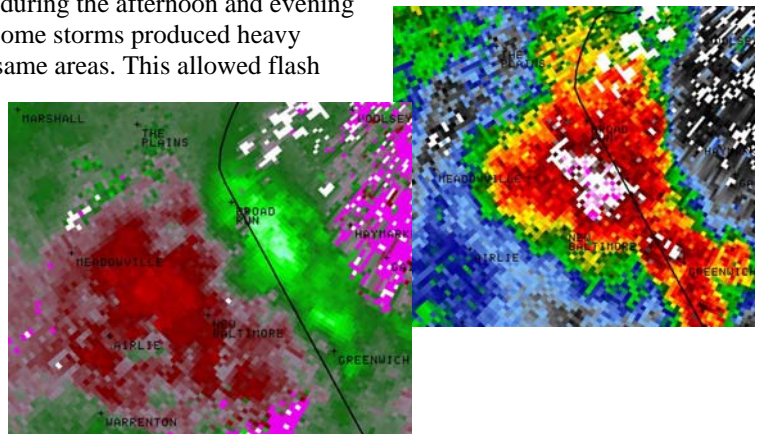 during the afternoon and evening
ome storms produced heavy
same areas. This allowed flash
MARSHALL
THE
PLAINS
WOOLSEY
BROAD
RUN
HAYMARK
MEADOWVILLE
NEW
BALTIMORE
AIRLIE
GREENWICH
WARRENTON
THE
PLAINS
MEADOWVILLE
NEW
BALTIMORE
AIRLIE
GREENWICH